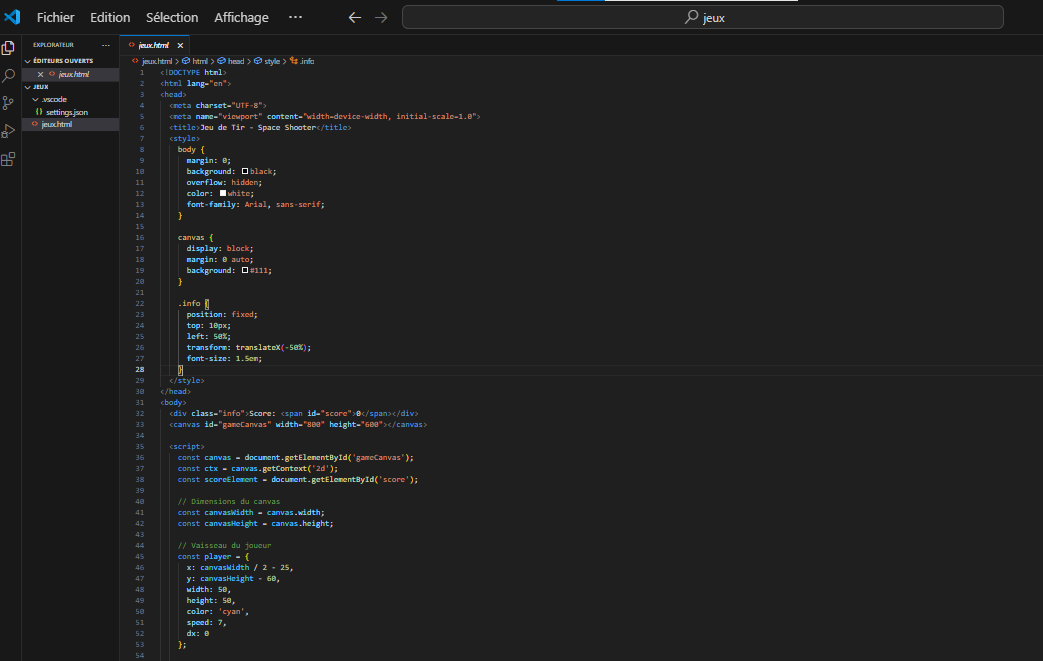 Fichier Edition Sélection Affichage ··· jeux
EXPLORATEUR ···
ÉDITEURS OUVERTS
jeux.html
JEUX
.vscode
settings.json
jeux.html
jeux.html
jeux.html > html > head > style > .info
1 <!DOCTYPE html>
2 <html lang="en">
3 <head>
4 <meta charset="UTF-8">
5 <meta name="viewport" content="width=device-width, initial-scale=1.0">
6 <title>Jeu de Tir - Space Shooter</title>
7 <style>
8 body {
9 margin: 0;
10 background: black;
11 overflow: hidden;
12 color: white;
13 font-family: Arial, sans-serif;
14 }
15
16 canvas {
17 display: block;
18 margin: 0 auto;
19 background: #111;
20 }
21
22 .info {
23 position: fixed;
24 top: 10px;
25 left: 50%;
26 transform: translateX(-50%);
27 font-size: 1.5em;
28 }
29 </style>
30 </head>
31 <body>
32 <div class="info">Score: <span id="score">0</span></div>
33 <canvas id="gameCanvas" width="800" height="600"></canvas>
34
35 <script>
36 const canvas = document.getElementById('gameCanvas');
37 const ctx = canvas.getContext('2d');
38 const scoreElement = document.getElementById('score');
39
40 // Dimensions du canvas
41 const canvasWidth = canvas.width;
42 const canvasHeight = canvas.height;
43
44 // Vaisseau du joueur
45 const player = {
46 x: canvasWidth / 2 - 25,
47 y: canvasHeight - 60,
48 width: 50,
49 height: 50,
50 color: 'cyan',
51 speed: 7,
52 dx: 0
53 };
54